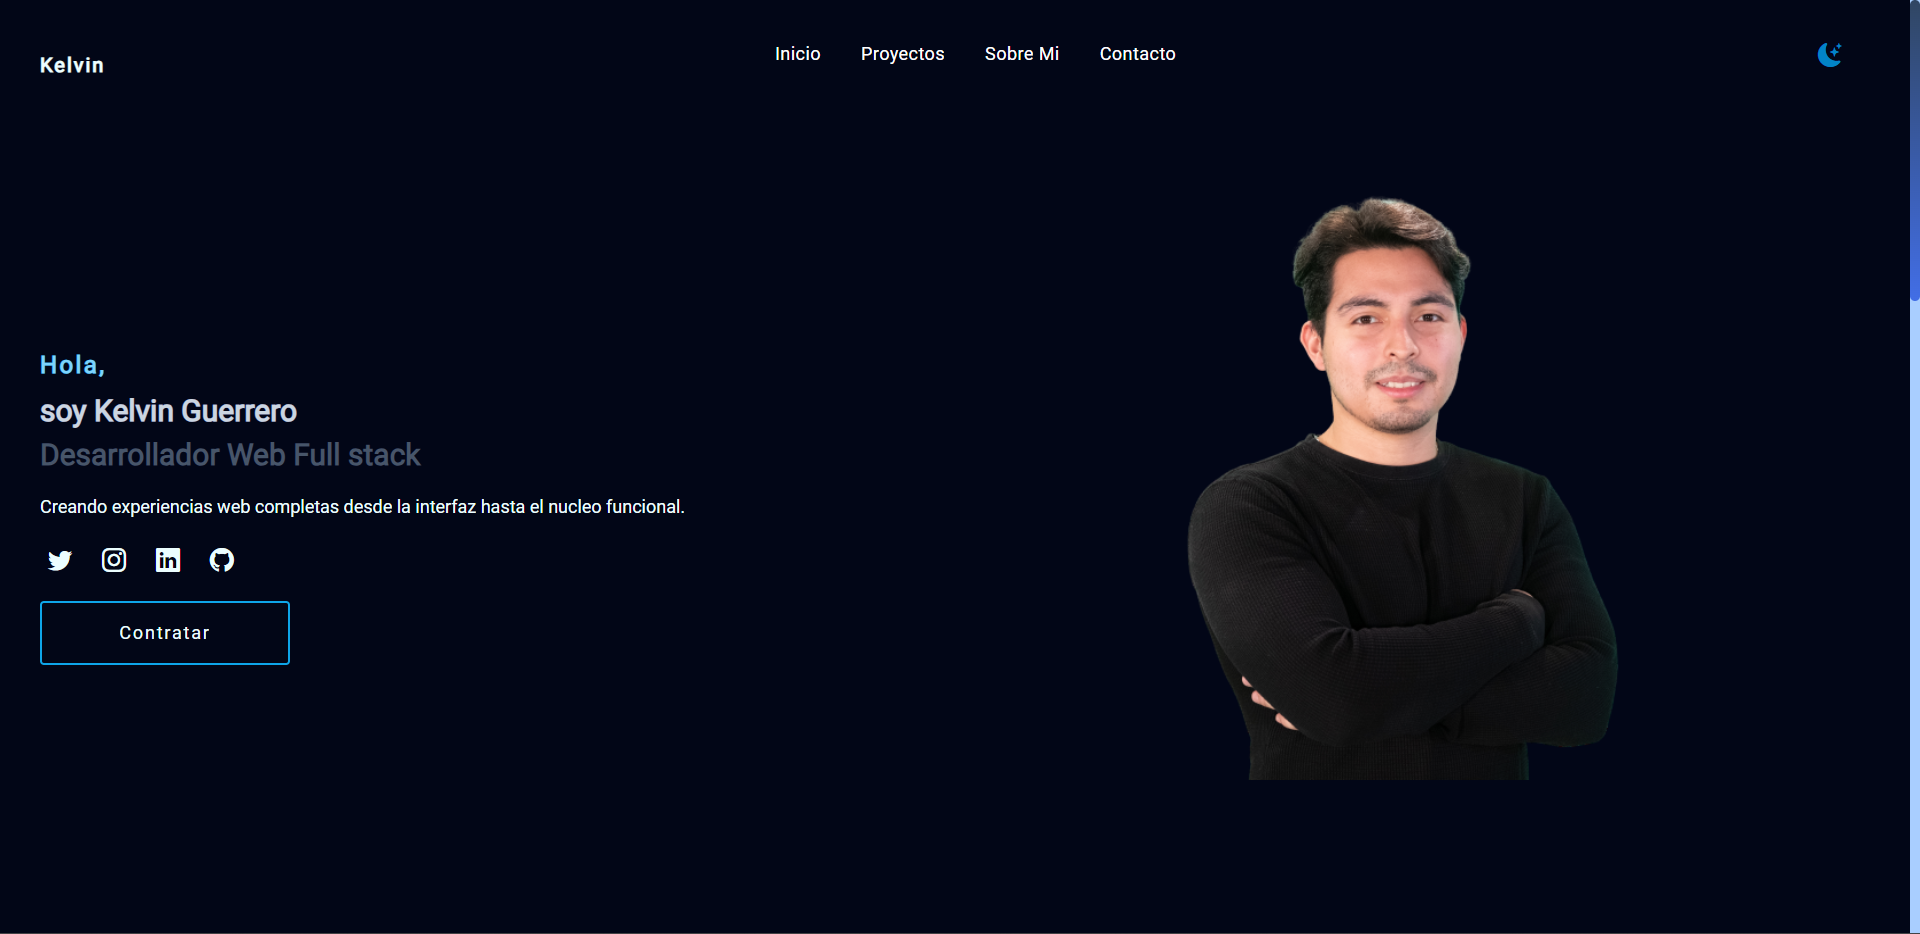 Kelvin
Inicio Proyectos Sobre Mi Contacto
Hola,
soy Kelvin Guerrero
Desarrollador Web Full stack
Creando experiencias web completas desde la interfaz hasta el nucleo funcional.
in
Contratar